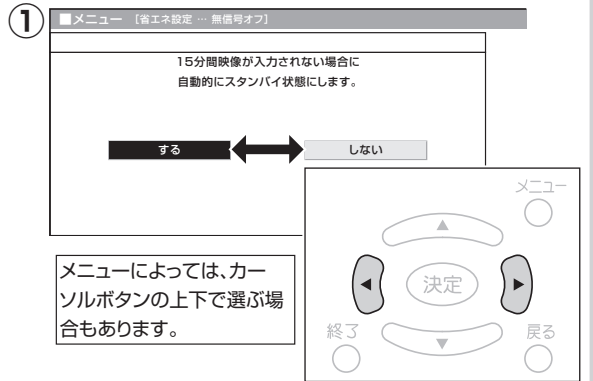 ①
■メニュー [省エネ設定 … 無信号オフ]
15分間映像が入力されない場合に
自動的にスタンバイ状態にします。
する
しない
メニューによっては、カー
ソルボタンの上下で選ぶ場
合もあります。
メニュー
決定
終了
戻る